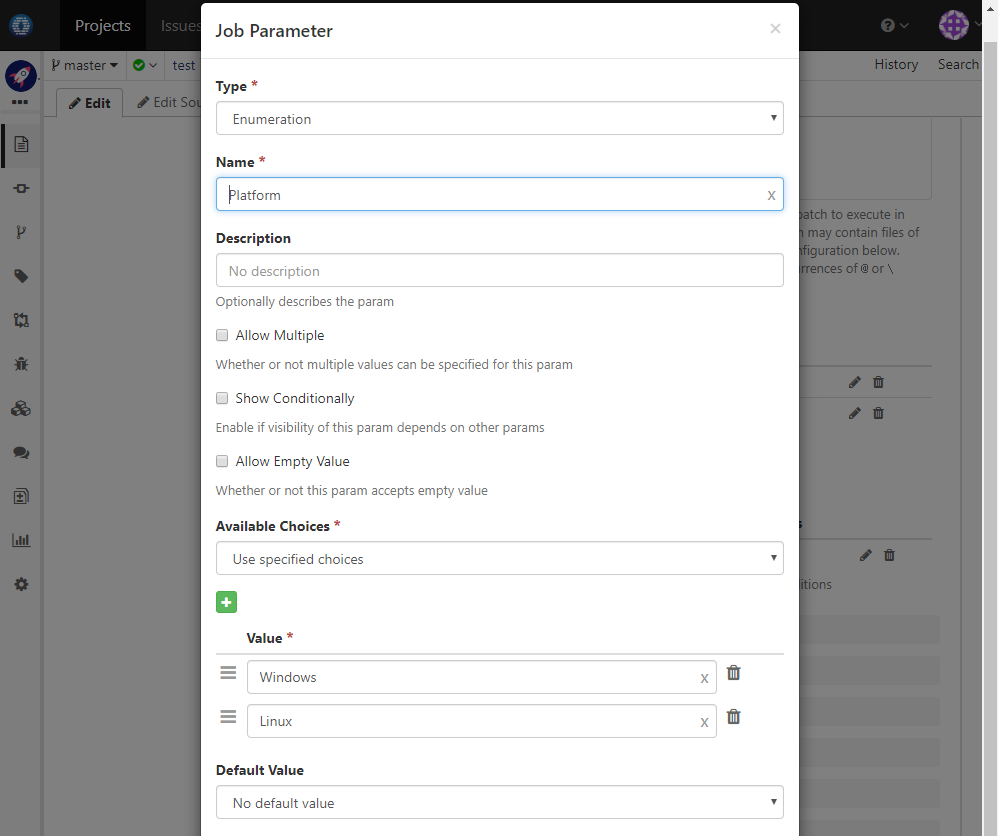 Projects
Issues
master
test
History
Search
Edit
Edit Sou
Job Parameter
×
Type *
Enumeration
Name *
Platform
x
Description
No description
Optionally describes the param
Allow Multiple
Whether or not multiple values can be specified for this param
Show Conditionally
Enable if visibility of this param depends on other params
Allow Empty Value
Whether or not this param accepts empty value
Available Choices *
Use specified choices
Value *
Windows
x
Linux
x
Default Value
No default value
batch to execute in
n may contain files of
nfiguration below.
rrences of @ or \
s
itions